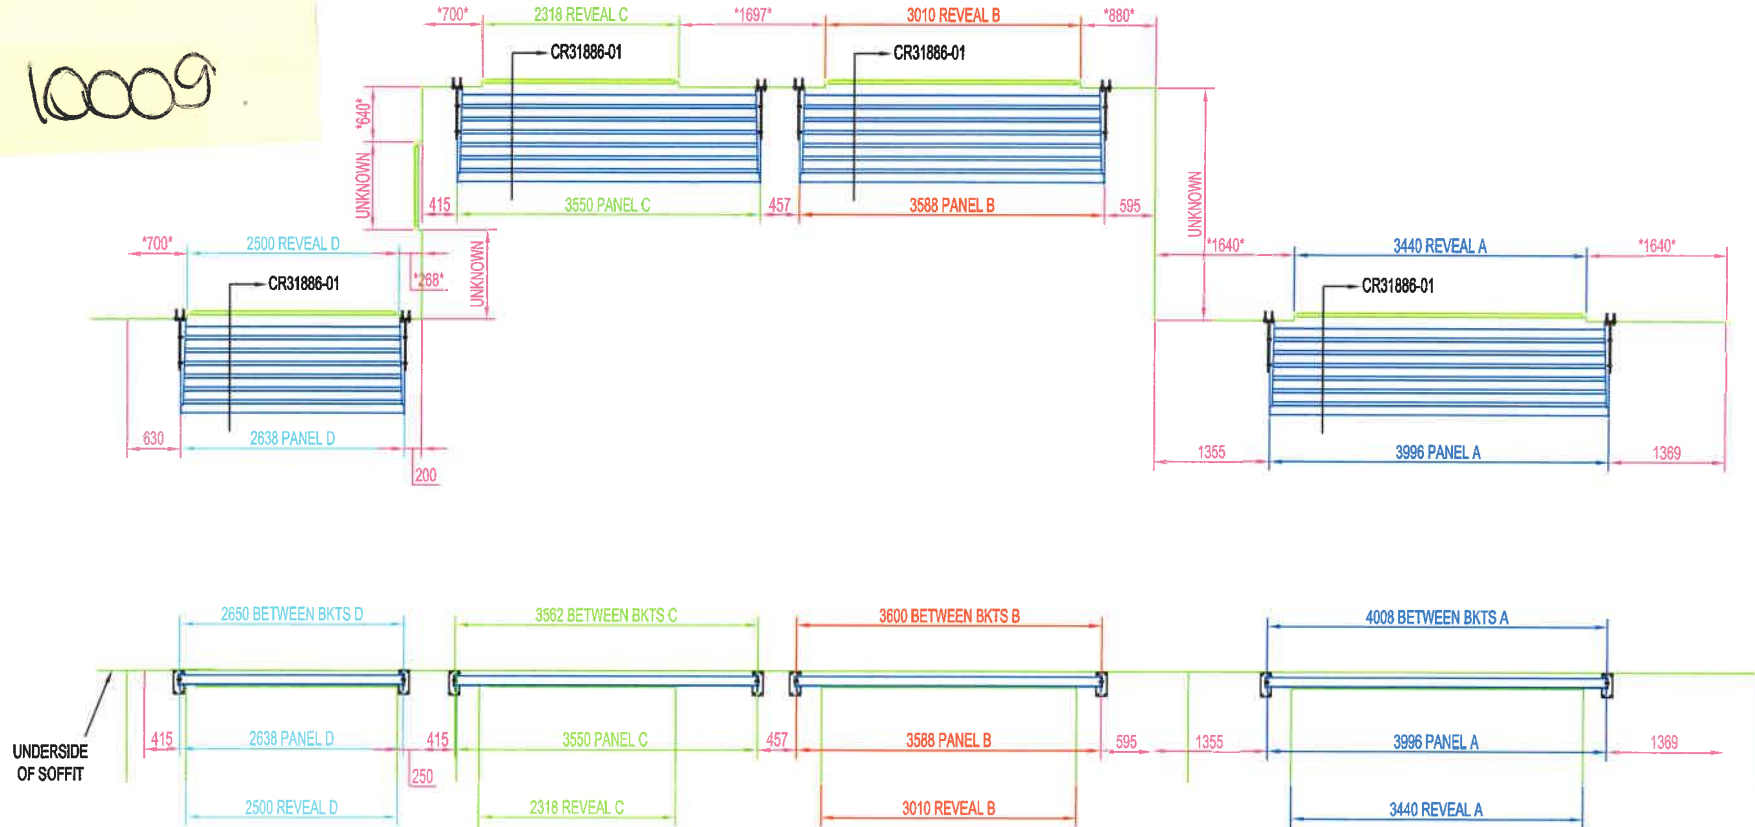 10009
*700*
2318 REVEAL C
*1697*
3010 REVEAL B
*880*
CR31886-01
CR31886-01
*640*
UNKNOWN
415
3550 PANEL C
457
3588 PANEL B
595
UNKNOWN
*700*
2500 REVEAL D
*268*
UNKNOWN
*1640*
3440 REVEAL A
*1640*
CR31886-01
CR31886-01
630
2638 PANEL D
200
1355
3996 PANEL A
1369
2650 BETWEEN BKTS D
3562 BETWEEN BKTS C
3600 BETWEEN BKTS B
4008 BETWEEN BKTS A
UNDERSIDE
OF SOFFIT
415
2638 PANEL D
415
3550 PANEL C
457
3588 PANEL B
595
1355
3996 PANEL A
1369
250
2500 REVEAL D
2318 REVEAL C
3010 REVEAL B
3440 REVEAL A